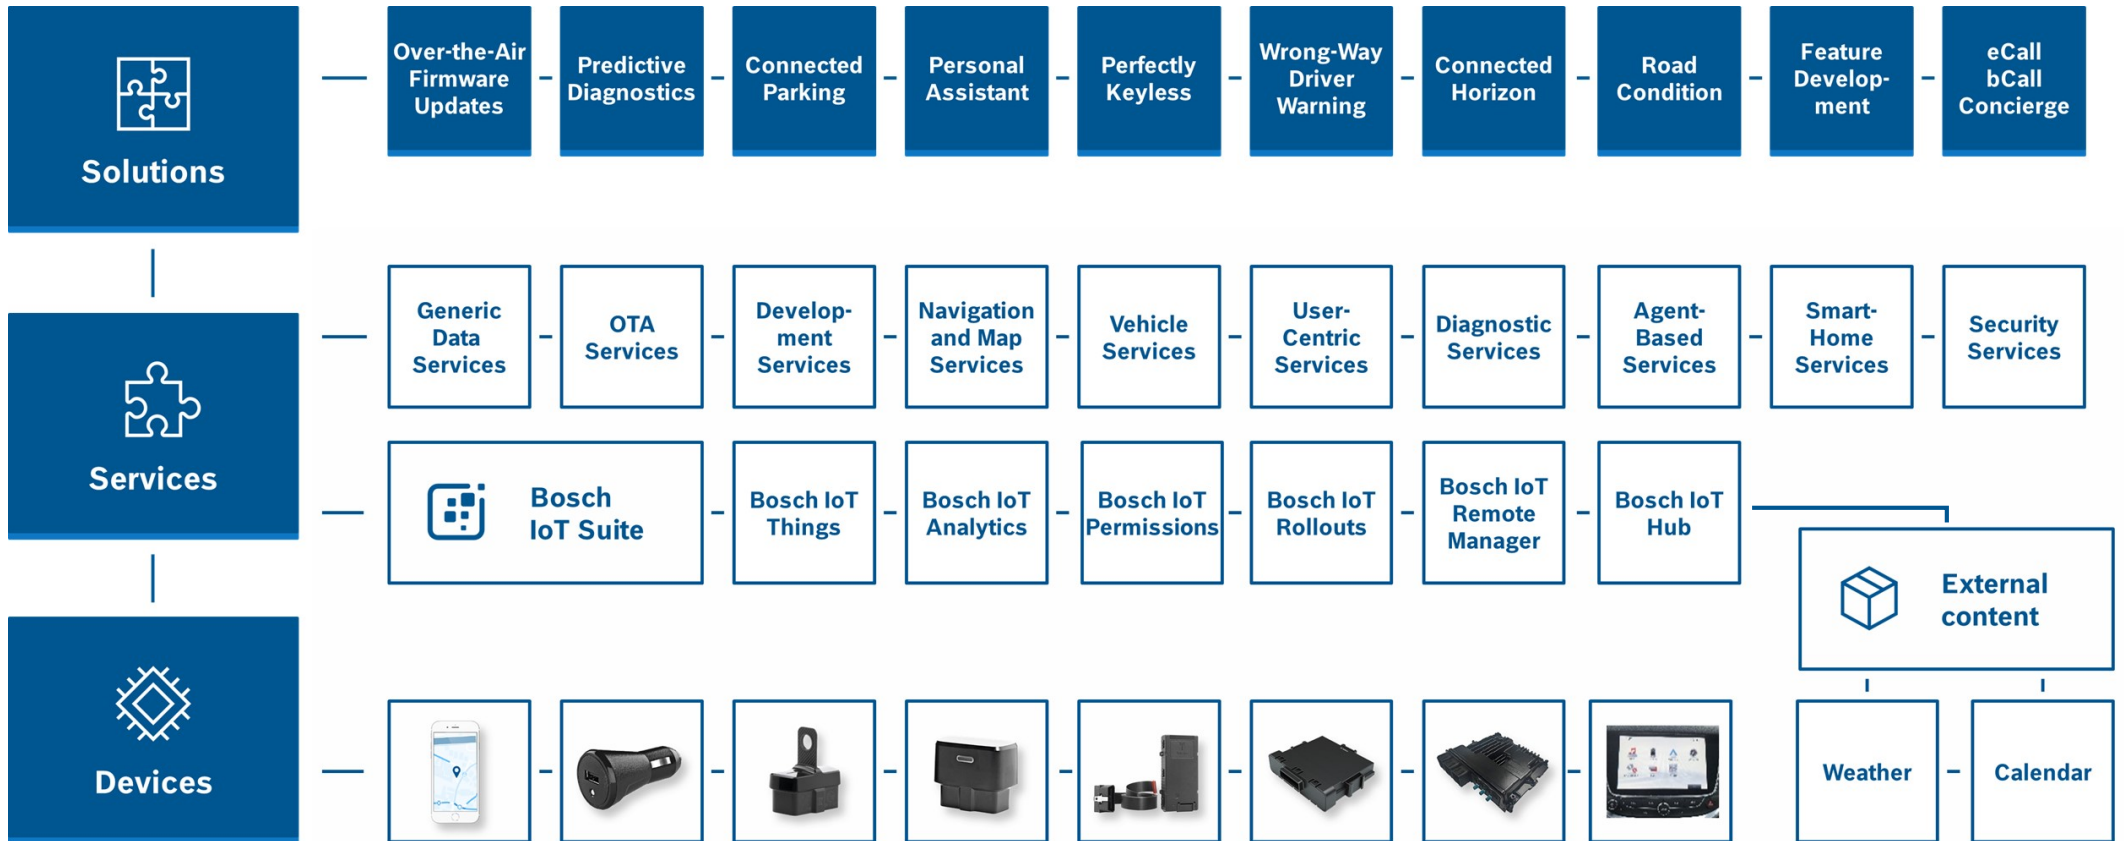 Solutions
Over-the-Air
Firmware
Updates
Predictive
Diagnostics
Connected
Parking
Personal
Assistant
Perfectly
Keyless
Wrong-Way
Driver
Warning
Connected
Horizon
Road
Condition
Feature
Develop-
ment
eCall
bCall
Concierge
Services
Generic
Data
Services
OTA
Services
Develop-
ment
Services
Navigation
and Map
Services
Vehicle
Services
User-
Centric
Services
Diagnostic
Services
Agent-
Based
Services
Smart-
Home
Services
Security
Services
Bosch
IoT Suite
Bosch IoT
Things
Bosch IoT
Analytics
Bosch IoT
Permissions
Bosch IoT
Rollouts
Bosch IoT
Remote
Manager
Bosch IoT
Hub
External
content
Devices
Weather
Calendar